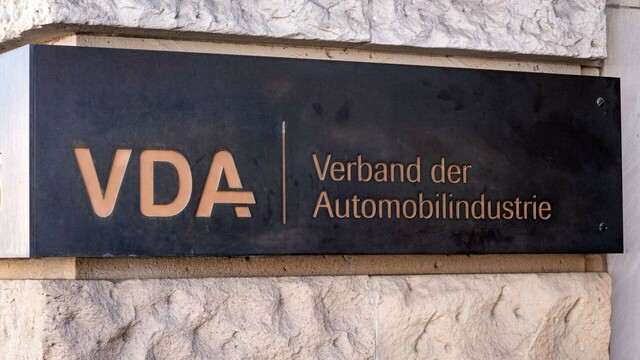 VDA
Verband der
Automobilindustrie